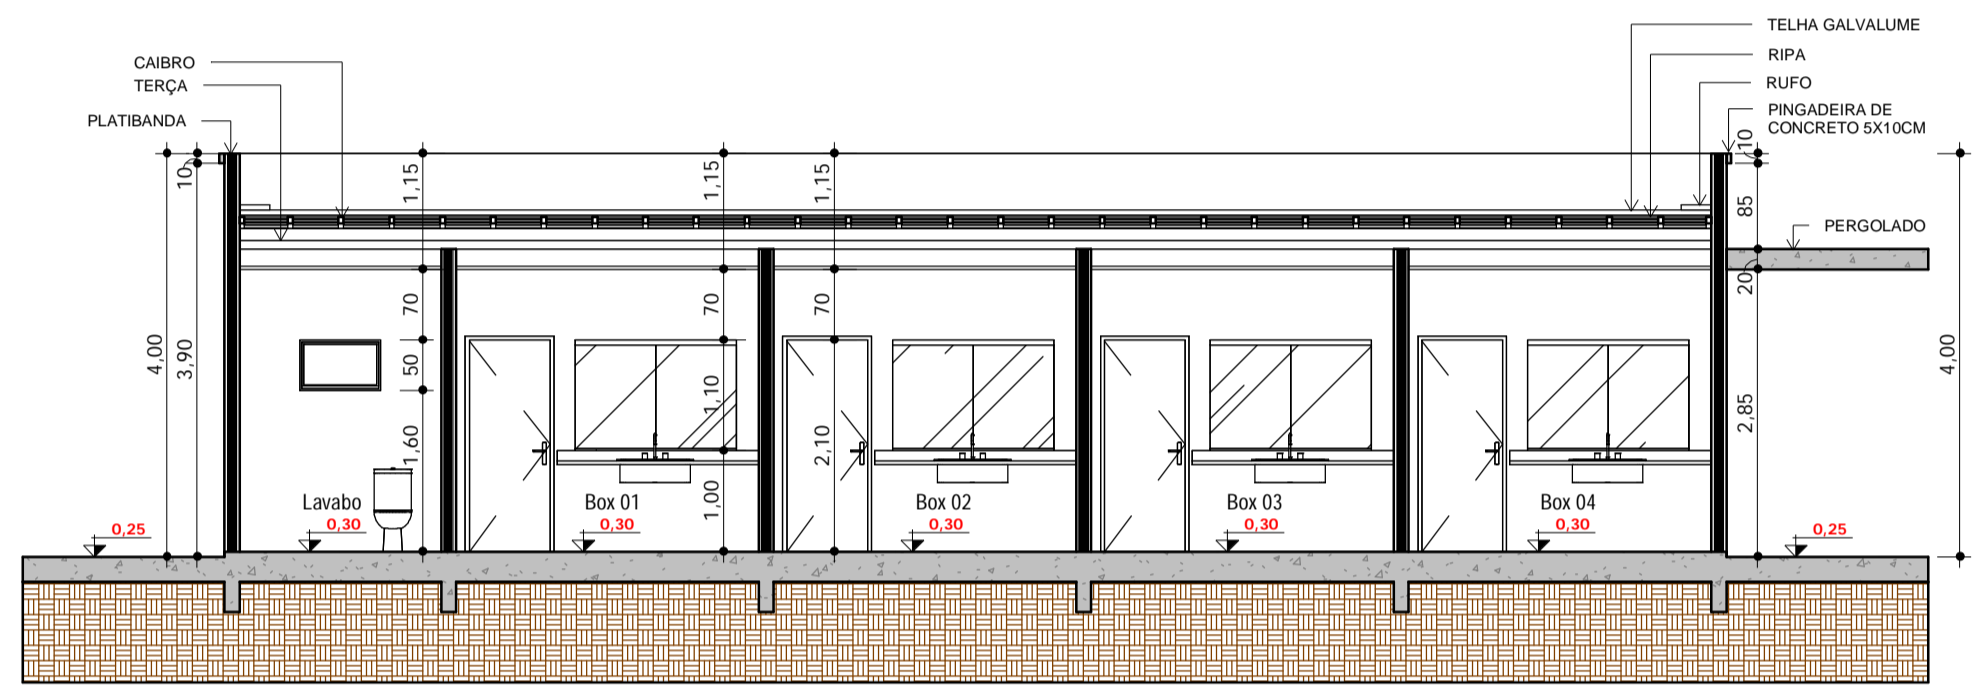 TELHA GALVALUME
CAIBRO
RIPA
TERÇA
RUFO
PLATIBANDA
PINGADEIRA DE
CONCRETO 5X10CM
10
10
1,15
1,15
1,15
85
PERGOLADO
20
70
70
70
4,00
3,90
50
1,10
1,60
2,10
1,00
2,85
4,00
Lavabo
Box 01
Box 02
Box 03
Box 04
0,25
0,30
0,30
0,30
0,30
0,30
0,25